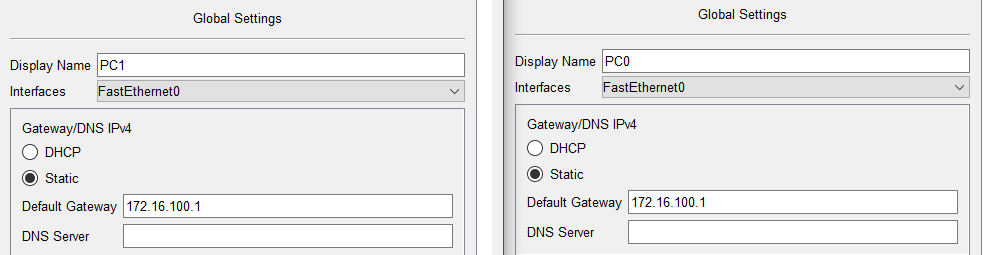 Global Settings
Display Name PC1
Interfaces FastEthernet0
Gateway/DNS IPv4
DHCP
Static
Default Gateway 172.16.100.1
DNS Server
Global Settings
Display Name PC0
Interfaces FastEthernet0
Gateway/DNS IPv4
DHCP
Static
Default Gateway 172.16.100.1
DNS Server